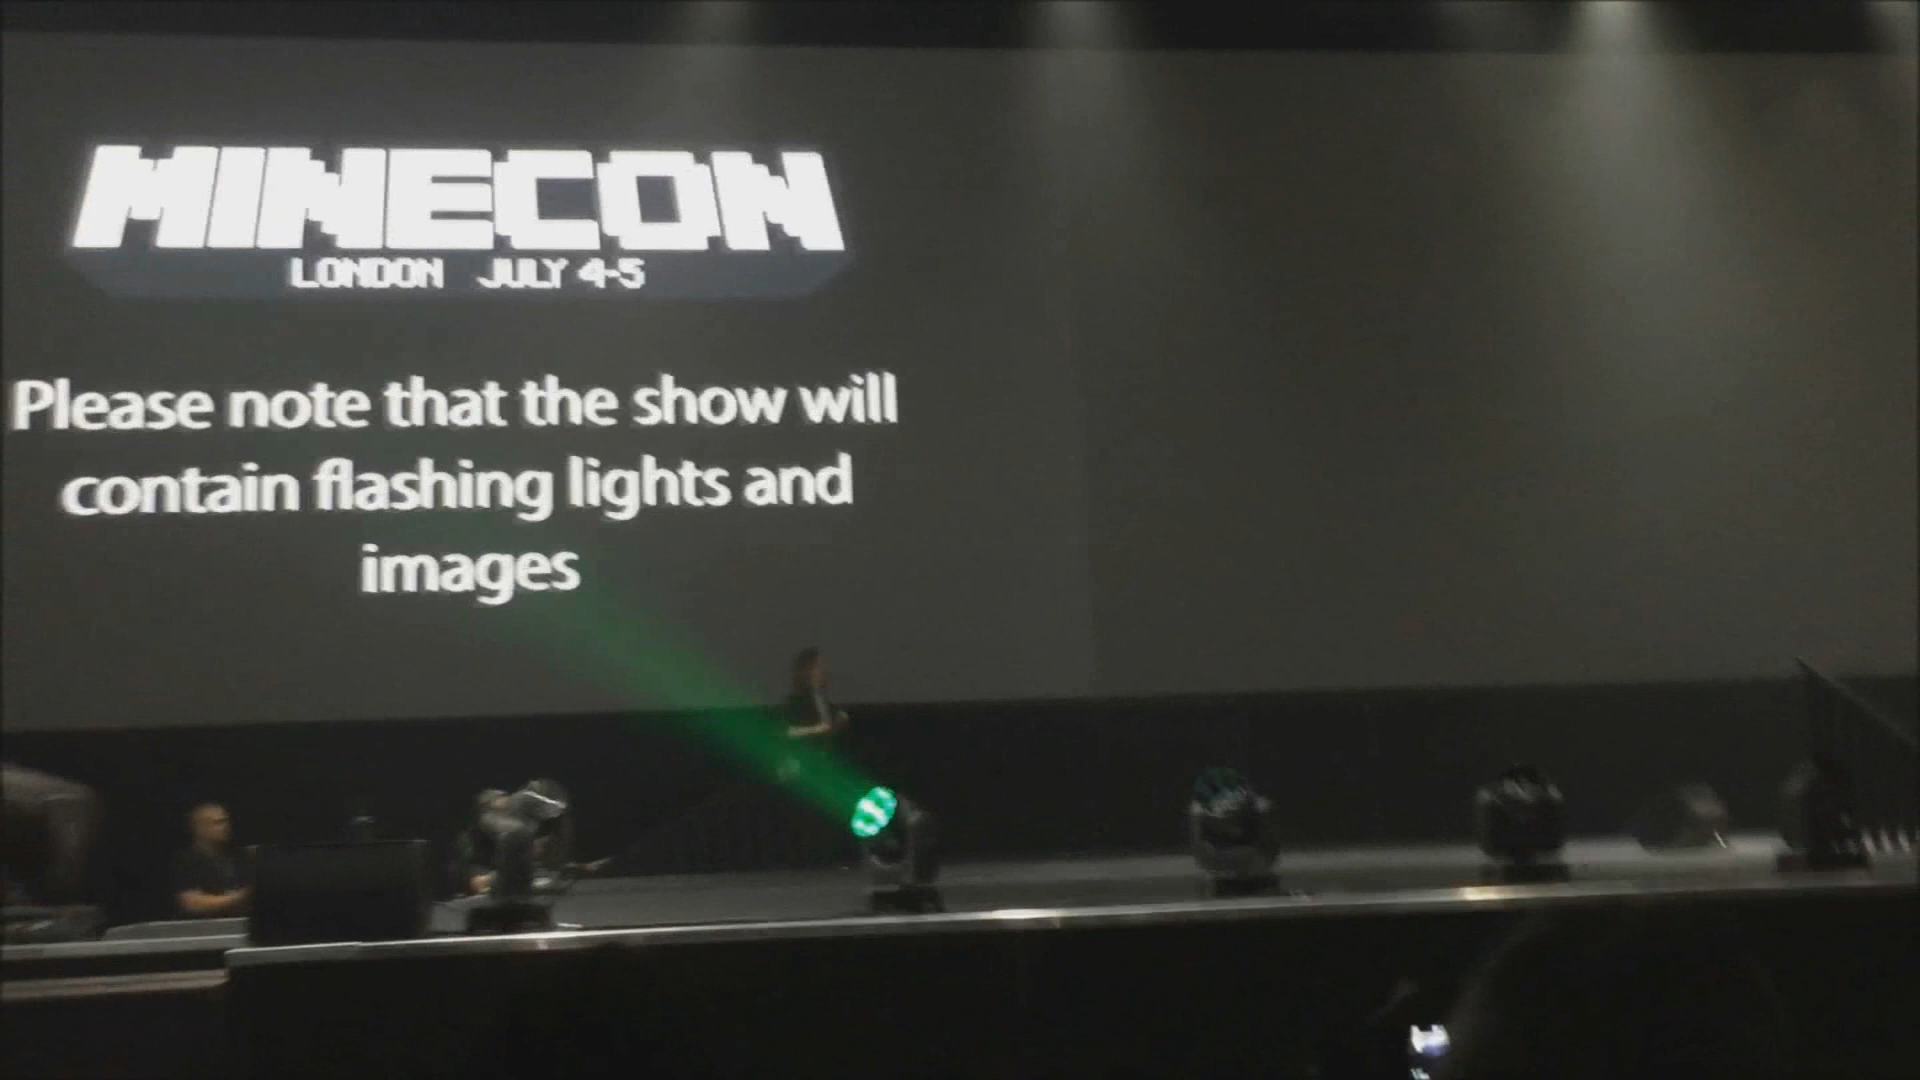 MINECON
LONDON JULY 4-5
Please note that the show will
contain flashing lights and
images